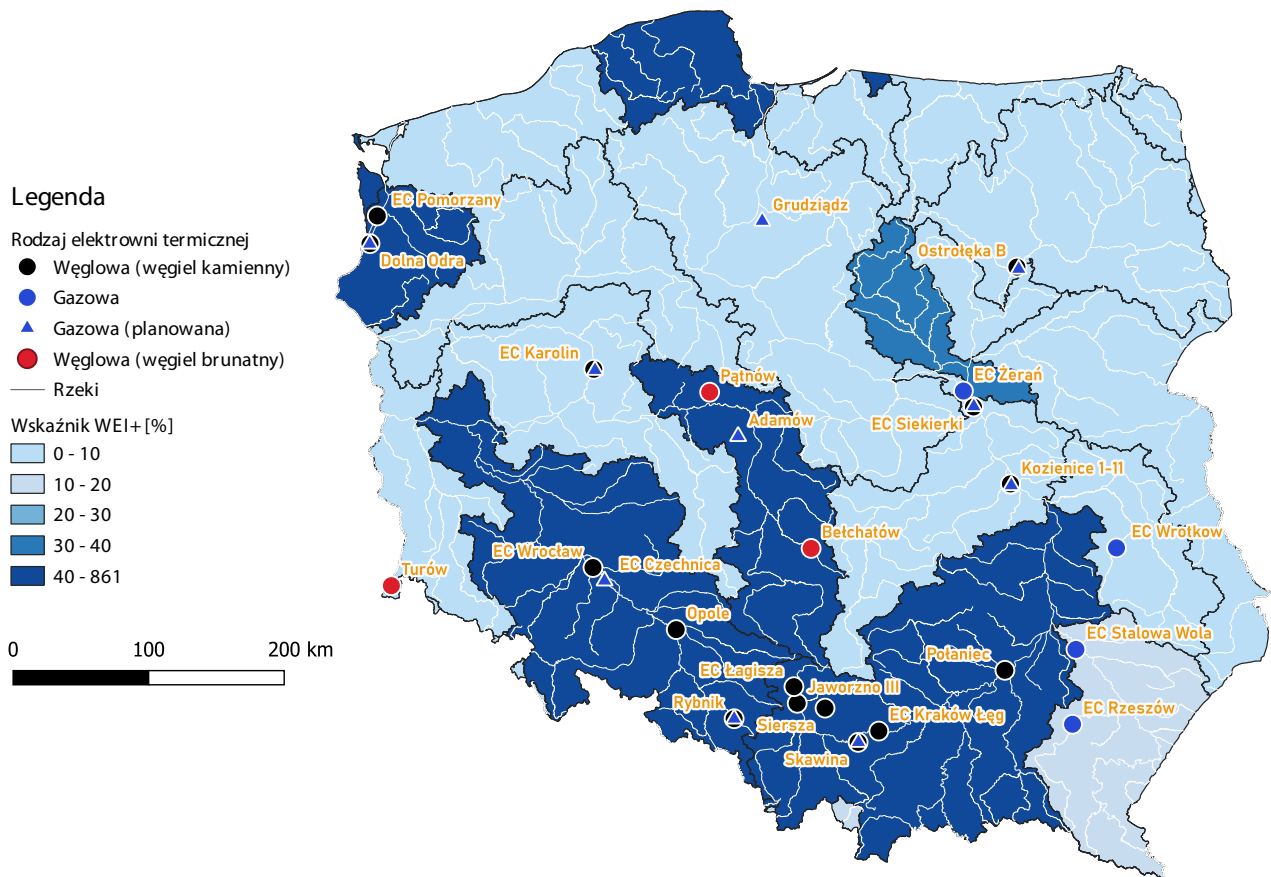 Legenda
Rodzaj elektrowni termicznej
Węglowa (węgiel kamienny)
Gazowa
Gazowa (planowana)
Węglowa (węgiel brunatny)
Rzeki
Wskaźnik WEI+ [%]
0 - 10
10 - 20
20 - 30
30 - 40
40 - 861
0 100 200 km
EC Pomorzany
Dolna Odra
Grudziądz
Ostrołęka B
EC Karolin
Pątnów
Adamów
EC Żerań
EC Siekierki
Kozienice 1-11
Bełchatów
EC Wrotków
EC Wrocław
EC Czechnica
Turów
Opole
EC Stalowa Wola
Połaniec
EC Łagisza
Jaworzno III
Rybnik
Siersza
EC Kraków Łęg
EC Rzeszów
Skawina